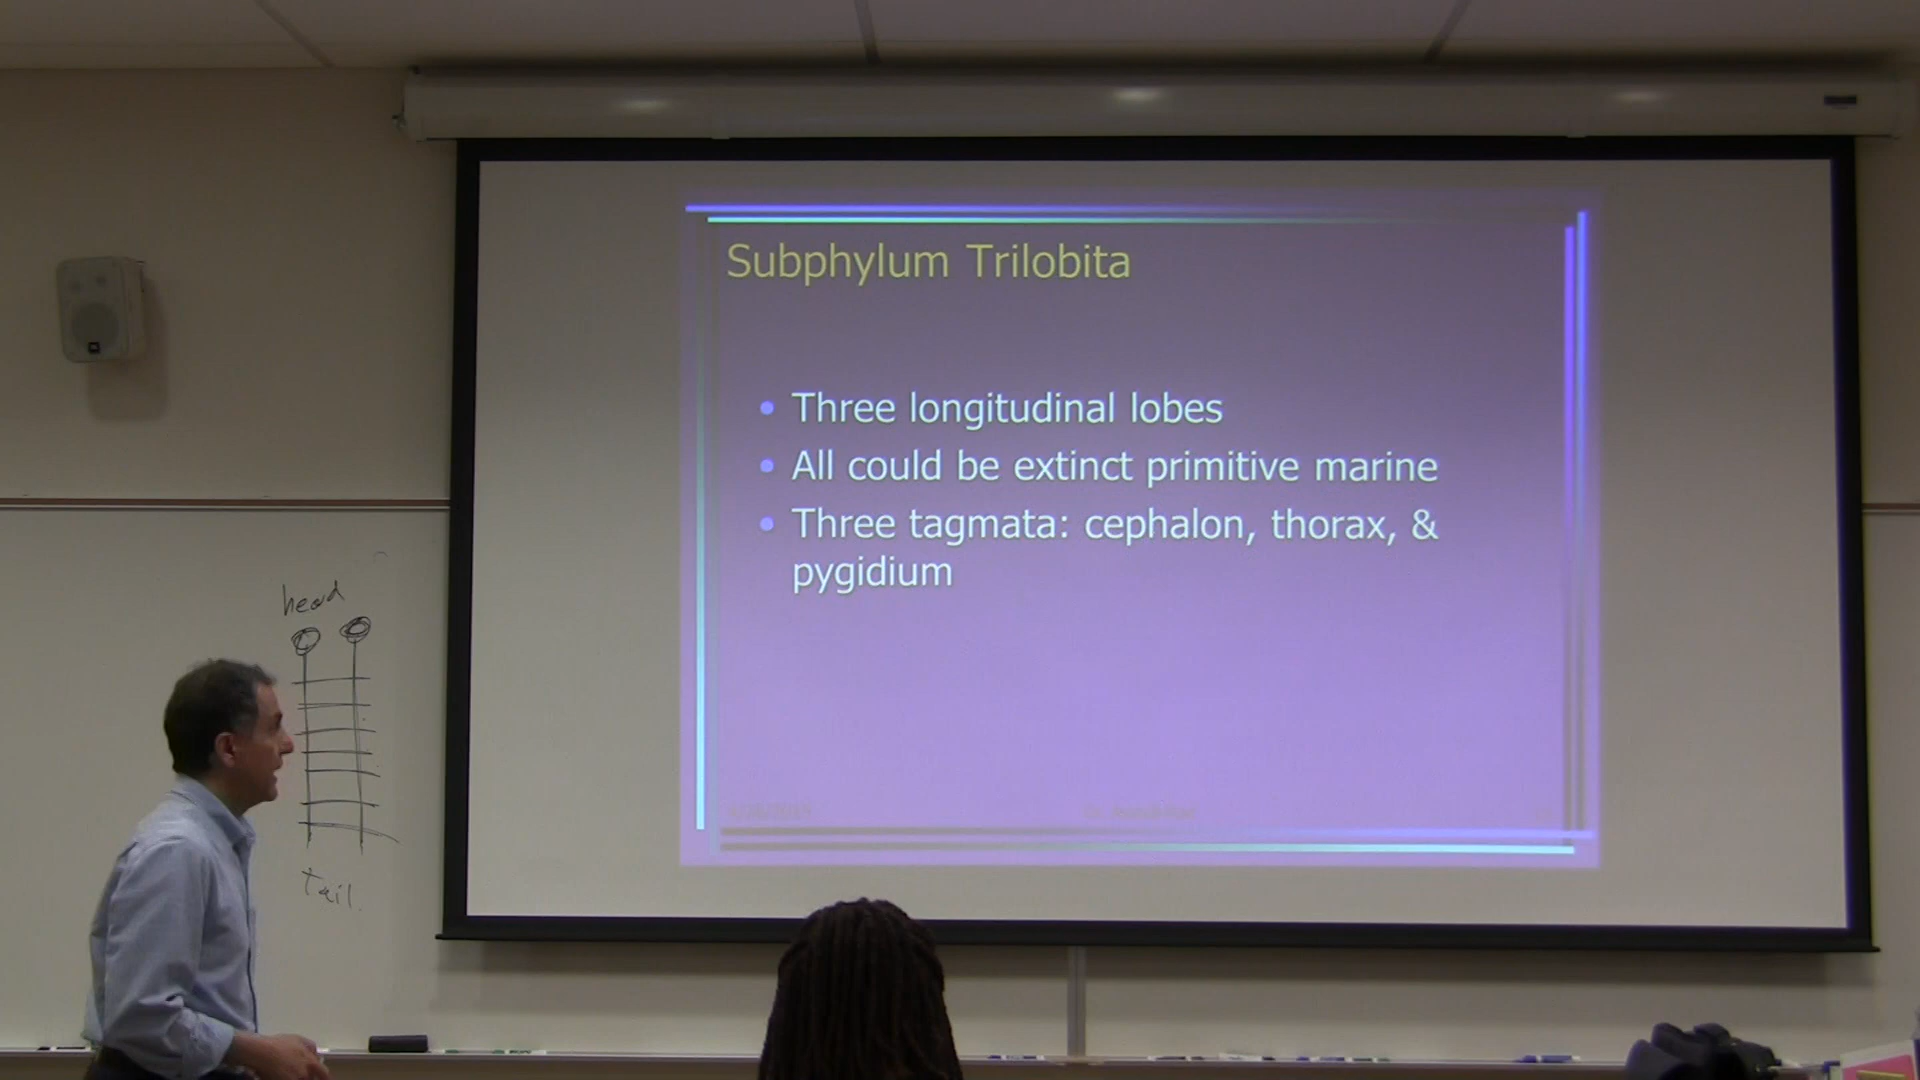 Subphylum Trilobita
• Three longitudinal lobes
• All could be extinct primitive marine
• Three tagmata: cephalon, thorax, &
pygidium
head
Tail.